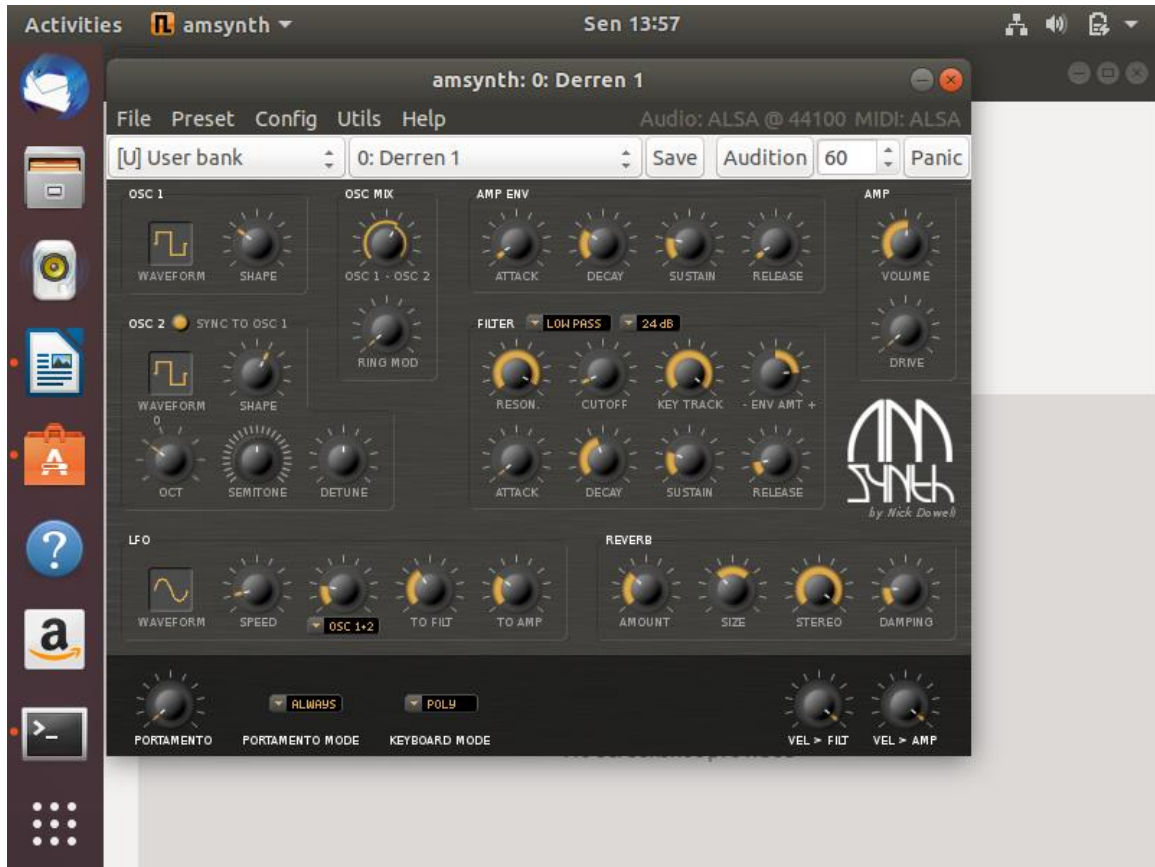 Activities amsynth Sen 13:57
amsynth: 0: Derren 1
File Preset Config Utils Help Audio: ALSA @ 44100 MIDI: ALSA
[U] User bank 0: Derren 1 Save Audition 60 Panic
OSC 1 OSC MIX AMP ENV AMP
WAVEFORM SHAPE OSC 1 - OSC 2 ATTACK DECAY SUSTAIN RELEASE VOLUME
OSC 2 SYNC TO OSC 1 FILTER LOW PASS 24 dB
RING MOD DRIVE
WAVEFORM SHAPE RESON. CUTOFF KEY TRACK - ENV AMT +
0
OCT SEMITONE DETUNE ATTACK DECAY SUSTAIN RELEASE
AM SYNTH
by Nick Dowell
LFO REVERB
WAVEFORM SPEED OSC 1+2 TO FILT TO AMP AMOUNT SIZE STEREO DAMPING
ALWAYS POLY
PORTAMENTO PORTAMENTO MODE KEYBOARD MODE VEL > FILT VEL > AMP